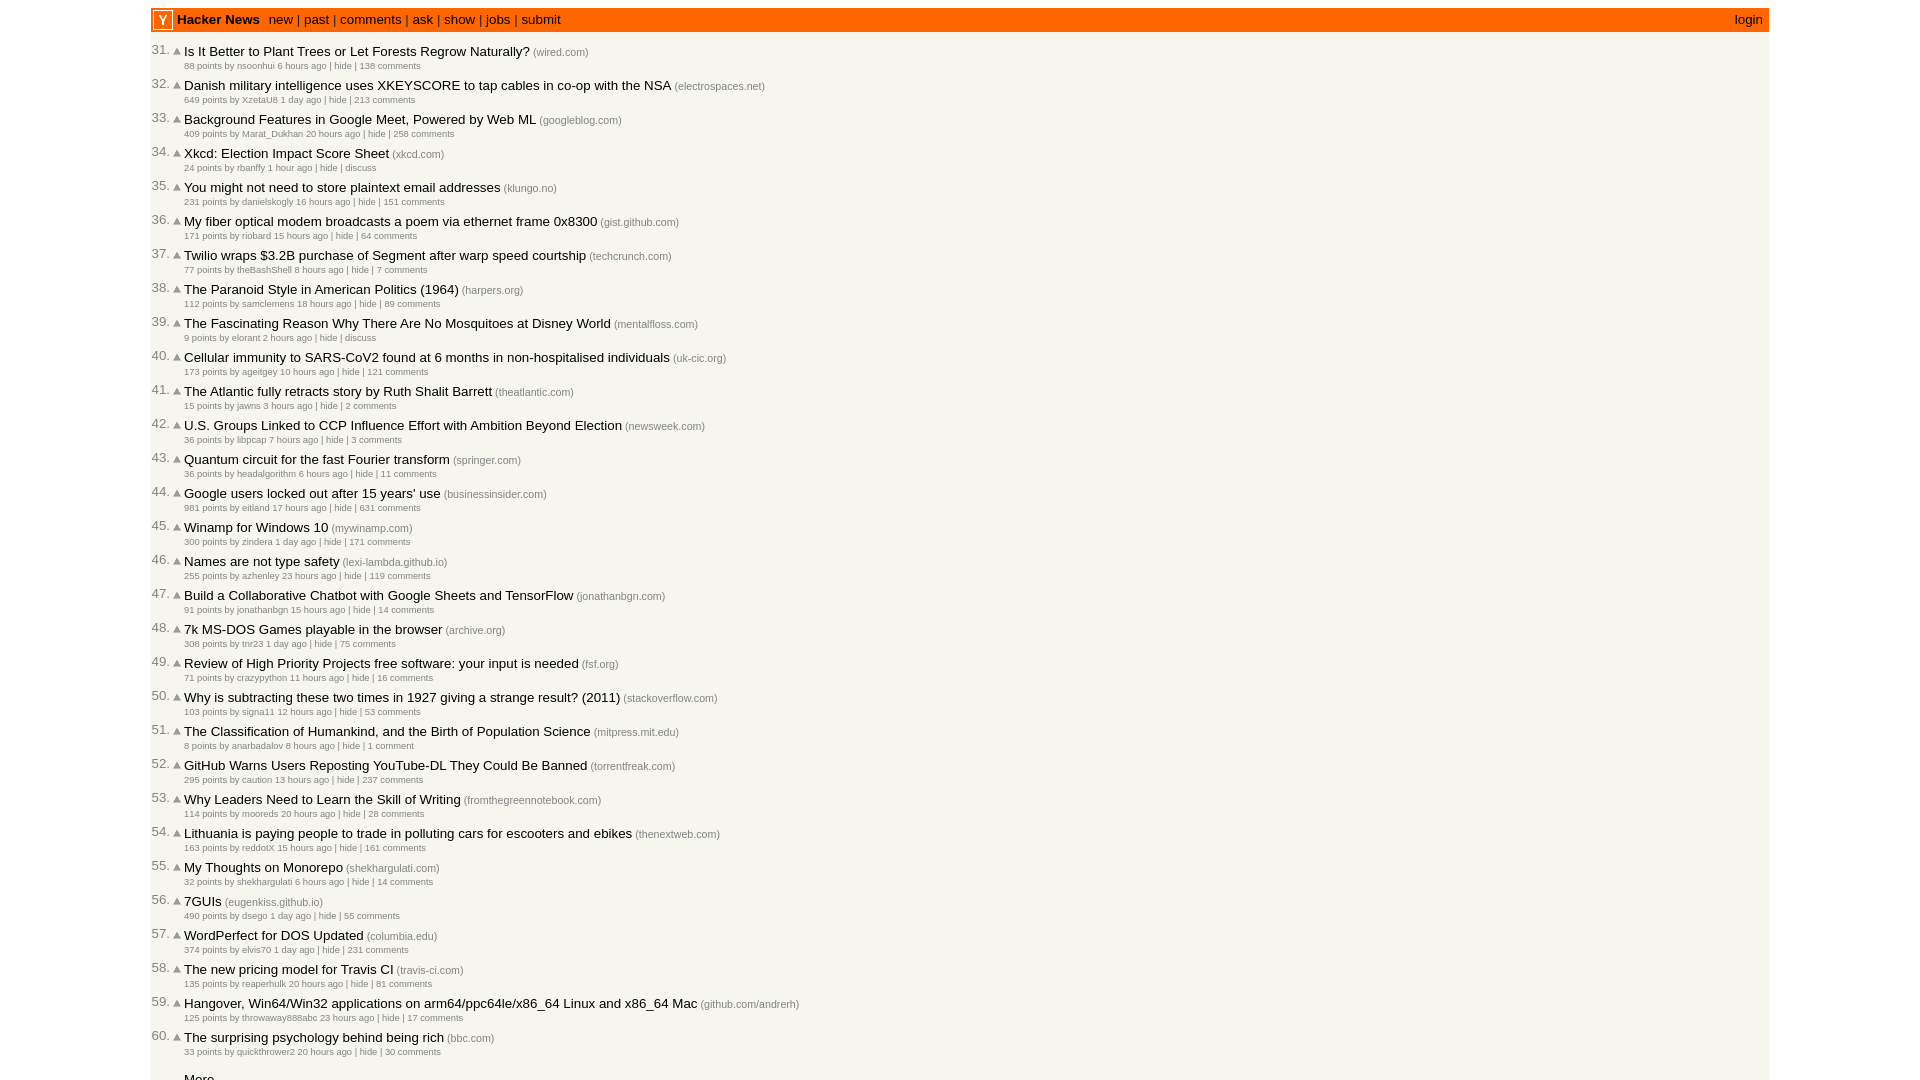 Y Hacker News new | past | comments | ask | show | jobs | submit login
31. Is It Better to Plant Trees or Let Forests Regrow Naturally? (wired.com)
88 points by nsoonhui 6 hours ago | hide | 138 comments
32. Danish military intelligence uses XKEYSCORE to tap cables in co-op with the NSA (electrospaces.net)
649 points by XzetaU8 1 day ago | hide | 213 comments
33. Background Features in Google Meet, Powered by Web ML (googleblog.com)
409 points by Marat_Dukhan 20 hours ago | hide | 258 comments
34. Xkcd: Election Impact Score Sheet (xkcd.com)
24 points by rbanffy 1 hour ago | hide | discuss
35. You might not need to store plaintext email addresses (klungo.no)
231 points by danielskogly 16 hours ago | hide | 151 comments
36. My fiber optical modem broadcasts a poem via ethernet frame 0x8300 (gist.github.com)
171 points by riobard 15 hours ago | hide | 64 comments
37. Twilio wraps $3.2B purchase of Segment after warp speed courtship (techcrunch.com)
77 points by theBashShell 8 hours ago | hide | 7 comments
38. The Paranoid Style in American Politics (1964) (harpers.org)
112 points by samclemens 18 hours ago | hide | 89 comments
39. The Fascinating Reason Why There Are No Mosquitoes at Disney World (mentalfloss.com)
9 points by elorant 2 hours ago | hide | discuss
40. Cellular immunity to SARS-CoV2 found at 6 months in non-hospitalised individuals (uk-cic.org)
173 points by ageitgey 10 hours ago | hide | 121 comments
41. The Atlantic fully retracts story by Ruth Shalit Barrett (theatlantic.com)
15 points by jawns 3 hours ago | hide | 2 comments
42. U.S. Groups Linked to CCP Influence Effort with Ambition Beyond Election (newsweek.com)
36 points by libpcap 7 hours ago | hide | 3 comments
43. Quantum circuit for the fast Fourier transform (springer.com)
36 points by headalgorithm 6 hours ago | hide | 11 comments
44. Google users locked out after 15 years' use (businessinsider.com)
981 points by eitland 17 hours ago | hide | 631 comments
45. Winamp for Windows 10 (mywinamp.com)
300 points by zindera 1 day ago | hide | 171 comments
46. Names are not type safety (lexi-lambda.github.io)
255 points by azhenley 23 hours ago | hide | 119 comments
47. Build a Collaborative Chatbot with Google Sheets and TensorFlow (jonathanbgn.com)
91 points by jonathanbgn 15 hours ago | hide | 14 comments
48. 7k MS-DOS Games playable in the browser (archive.org)
308 points by tnr23 1 day ago | hide | 75 comments
49. Review of High Priority Projects free software: your input is needed (fsf.org)
71 points by crazypython 11 hours ago | hide | 16 comments
50. Why is subtracting these two times in 1927 giving a strange result? (2011) (stackoverflow.com)
103 points by signa11 12 hours ago | hide | 53 comments
51. The Classification of Humankind, and the Birth of Population Science (mitpress.mit.edu)
8 points by anarbadalov 8 hours ago | hide | 1 comment
52. GitHub Warns Users Reposting YouTube-DL They Could Be Banned (torrentfreak.com)
295 points by caution 13 hours ago | hide | 237 comments
53. Why Leaders Need to Learn the Skill of Writing (fromthegreennotebook.com)
114 points by mooreds 20 hours ago | hide | 28 comments
54. Lithuania is paying people to trade in polluting cars for escooters and ebikes (thenextweb.com)
163 points by reddotX 15 hours ago | hide | 161 comments
55. My Thoughts on Monorepo (shekhargulati.com)
32 points by shekhargulati 6 hours ago | hide | 14 comments
56. 7GUIs (eugenkiss.github.io)
490 points by dsego 1 day ago | hide | 55 comments
57. WordPerfect for DOS Updated (columbia.edu)
374 points by elvis70 1 day ago | hide | 231 comments
58. The new pricing model for Travis CI (travis-ci.com)
135 points by reaperhulk 20 hours ago | hide | 81 comments
59. Hangover, Win64/Win32 applications on arm64/ppc64le/x86_64 Linux and x86_64 Mac (github.com/andrerh)
125 points by throwaway888abc 23 hours ago | hide | 17 comments
60. The surprising psychology behind being rich (bbc.com)
33 points by quickthrower2 20 hours ago | hide | 30 comments
More